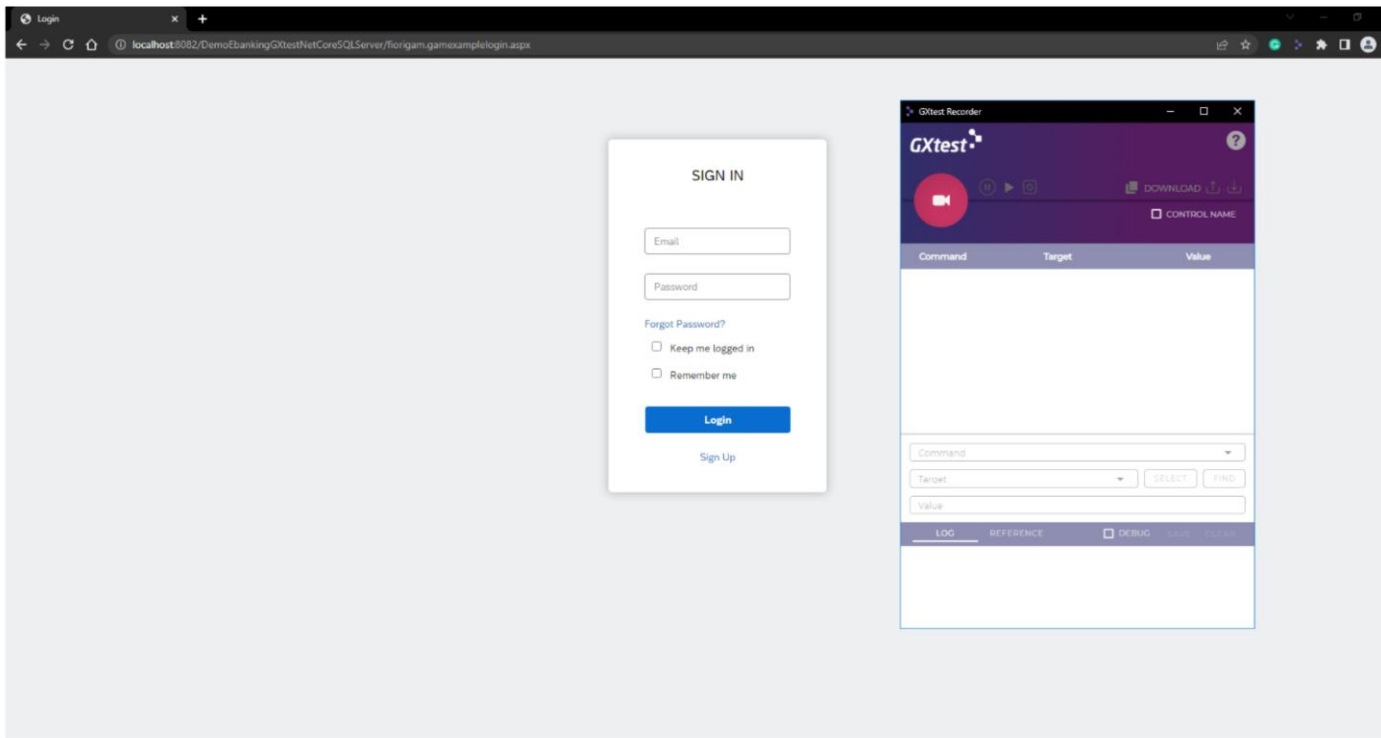 Login
localhost:8082/DemoEbankingGXtestNetCoreSQLServer/fiorigam.gamexamplelogin.aspx
SIGN IN
Email
Password
Forgot Password?
Keep me logged in
Remember me
Login
Sign Up
GXtest Recorder
GXtest
?
DOWNLOAD
CONTROL NAME
Command Target Value
Command
Target SELECT FIND
Value
LOG REFERENCE DEBUG SAVE CLEAR